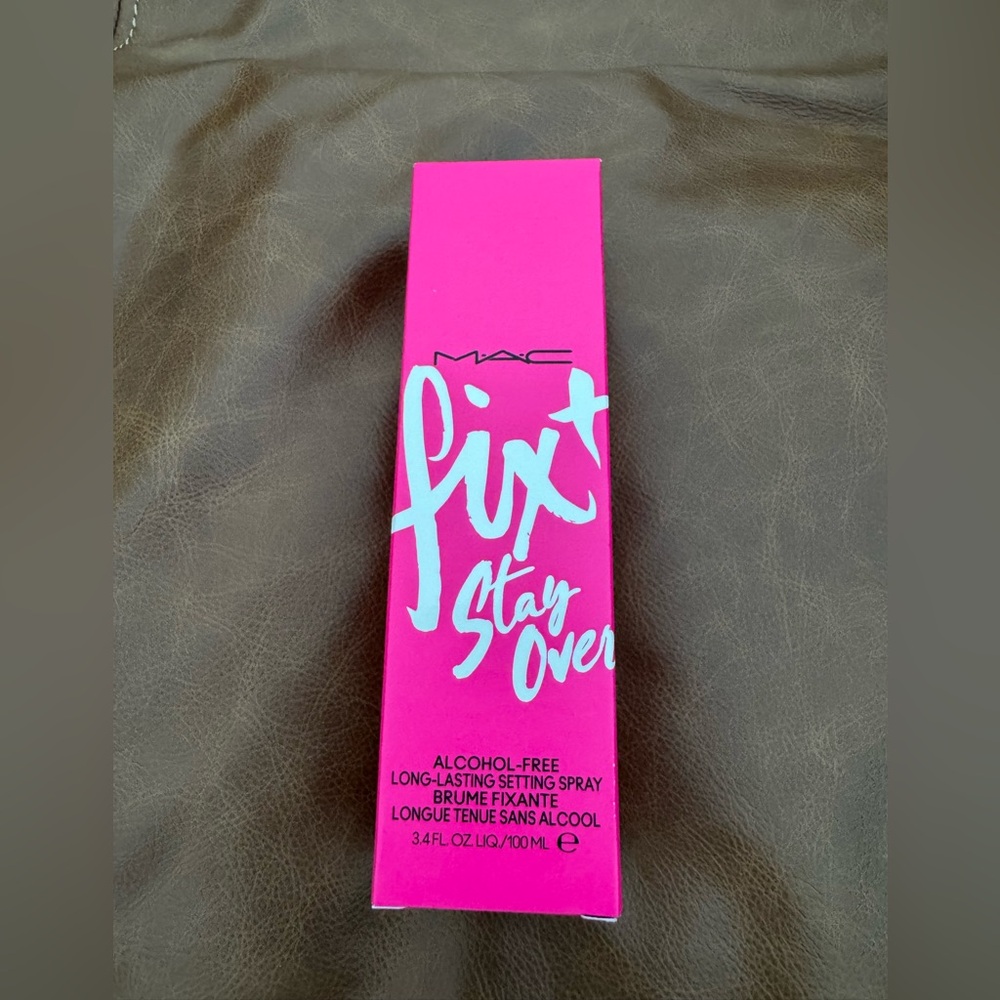 M·A·C
fix+
Stay
Over
ALCOHOL-FREE
LONG-LASTING SETTING SPRAY
BRUME FIXANTE
LONGUE TENUE SANS ALCOOL
3.4 FL. OZ. LIQ./100 ML ℮